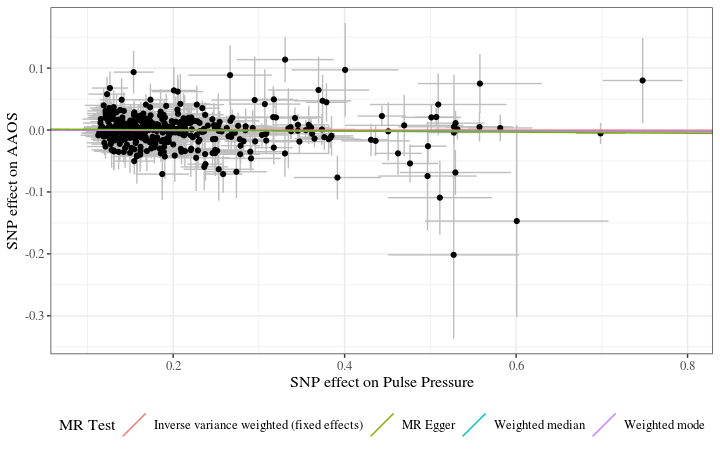 SNP effect on AAOS
0.1
0.0
-0.1
-0.2
-0.3
0.2 0.4 0.6 0.8
SNP effect on Pulse Pressure
MR Test Inverse variance weighted (fixed effects) MR Egger Weighted median Weighted mode